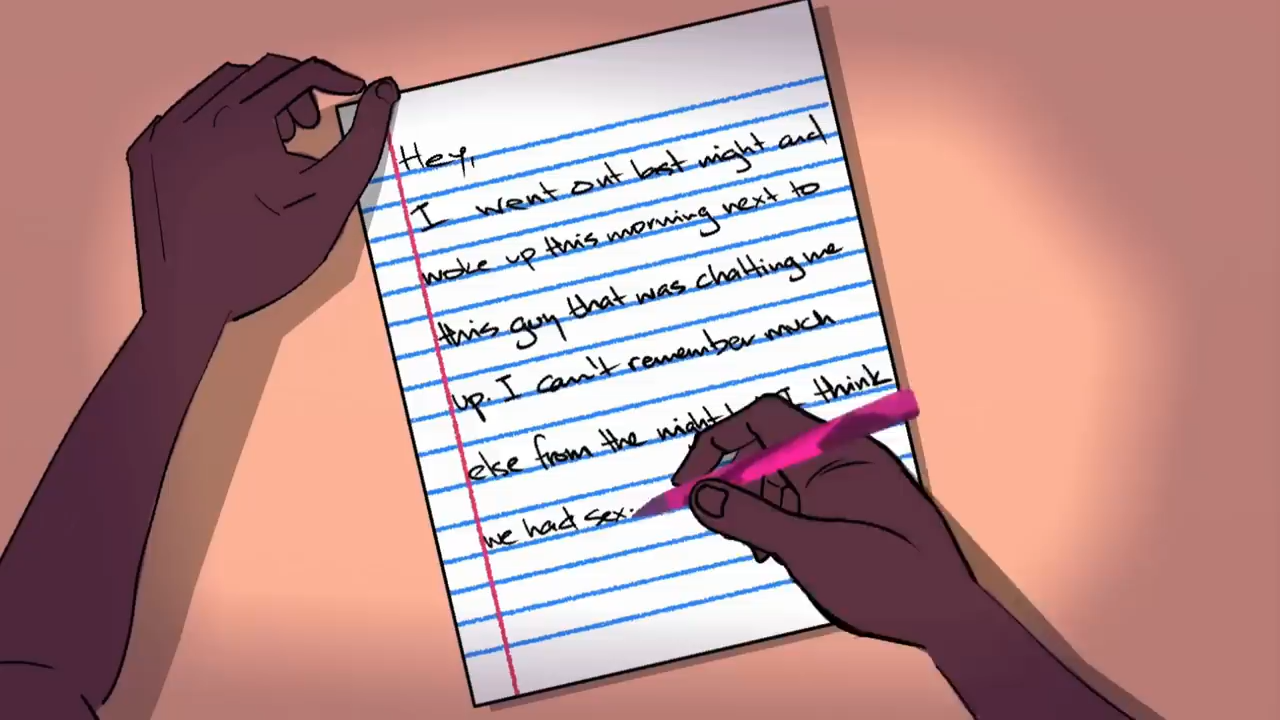 Hey,
I went out last night and
woke up this morning next to
this guy that was chatting me
up. I can't remember much
else from the night I think
we had sex.